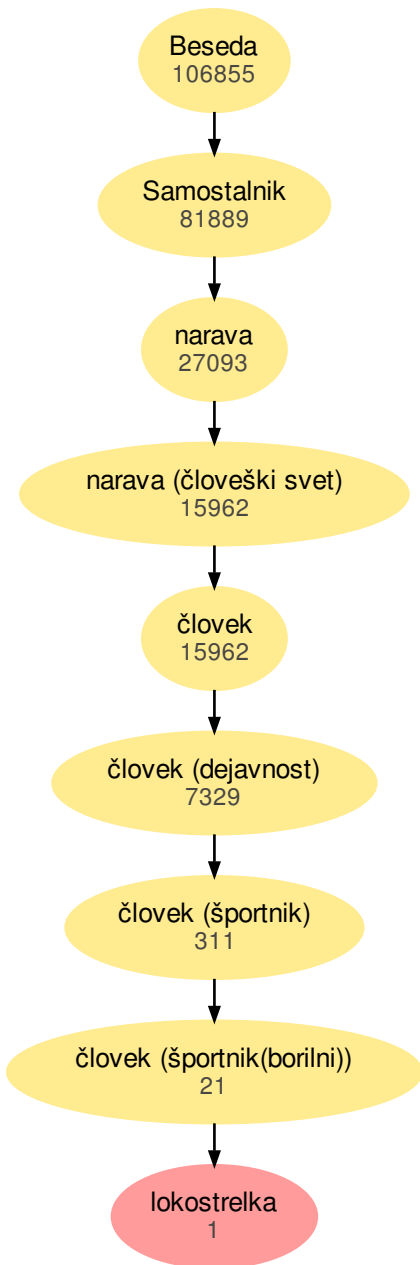 Beseda
106855
Samostalnik
81889
narava
27093
narava (človeški svet)
15962
človek
15962
človek (dejavnost)
7329
človek (športnik)
311
človek (športnik(borilni))
21
lokostrelka
1